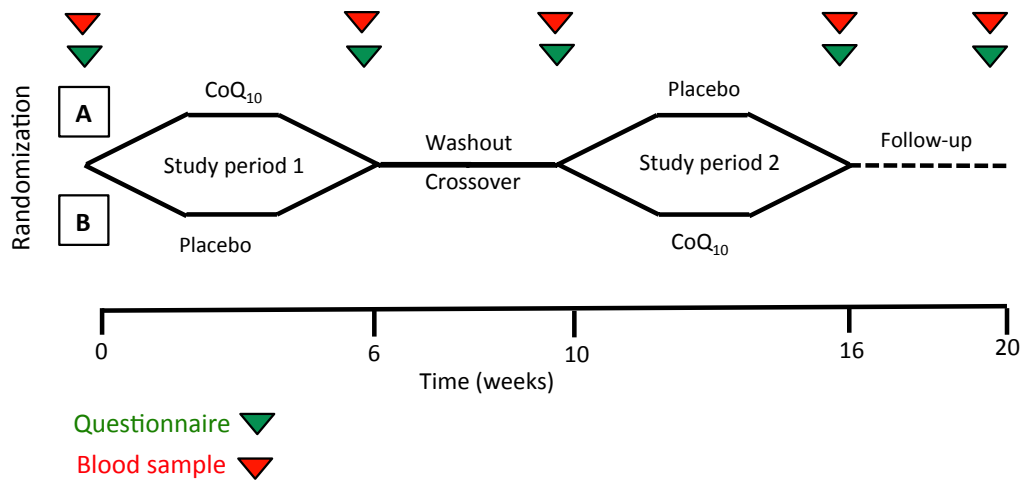 Randomization
A
B
CoQ10
Study period 1
Placebo
Washout
Crossover
Placebo
Study period 2
CoQ10
Follow-up
0
6
10
16
20
Time (weeks)
Questionnaire
Blood sample